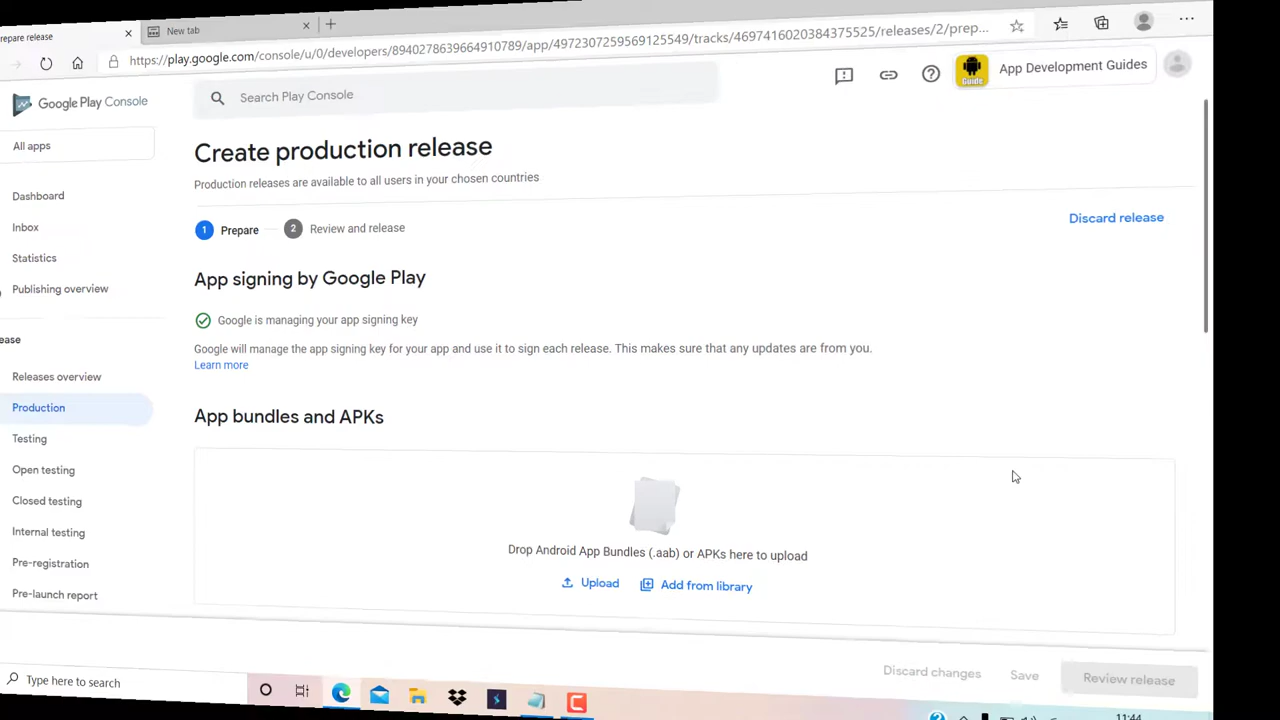 repare release
New tab
https://play.google.com/console/u/0/developers/8940278639664910789/app/4972307259569125549/tracks/4697416020384375525/releases/2/prep...
Google Play Console
Search Play Console
Guide
App Development Guides
All apps
Dashboard
Inbox
Statistics
Publishing overview
ease
Releases overview
Production
Testing
Open testing
Closed testing
Internal testing
Pre-registration
Pre-launch report
Create production release
Production releases are available to all users in your chosen countries
1 Prepare 2 Review and release
Discard release
App signing by Google Play
Google is managing your app signing key
Google will manage the app signing key for your app and use it to sign each release. This makes sure that any updates are from you.
Learn more
App bundles and APKs
Drop Android App Bundles (.aab) or APKs here to upload
Upload Add from library
Discard changes Save Review release
Type here to search
11:44